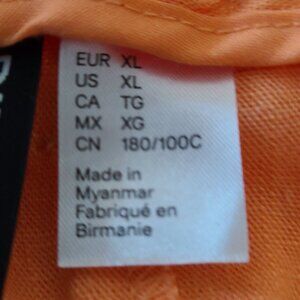 EUR XL
US XL
CA TG
MX XG
CN 180/100C
Made in
Myanmar
Fabriqué en
Birmanie